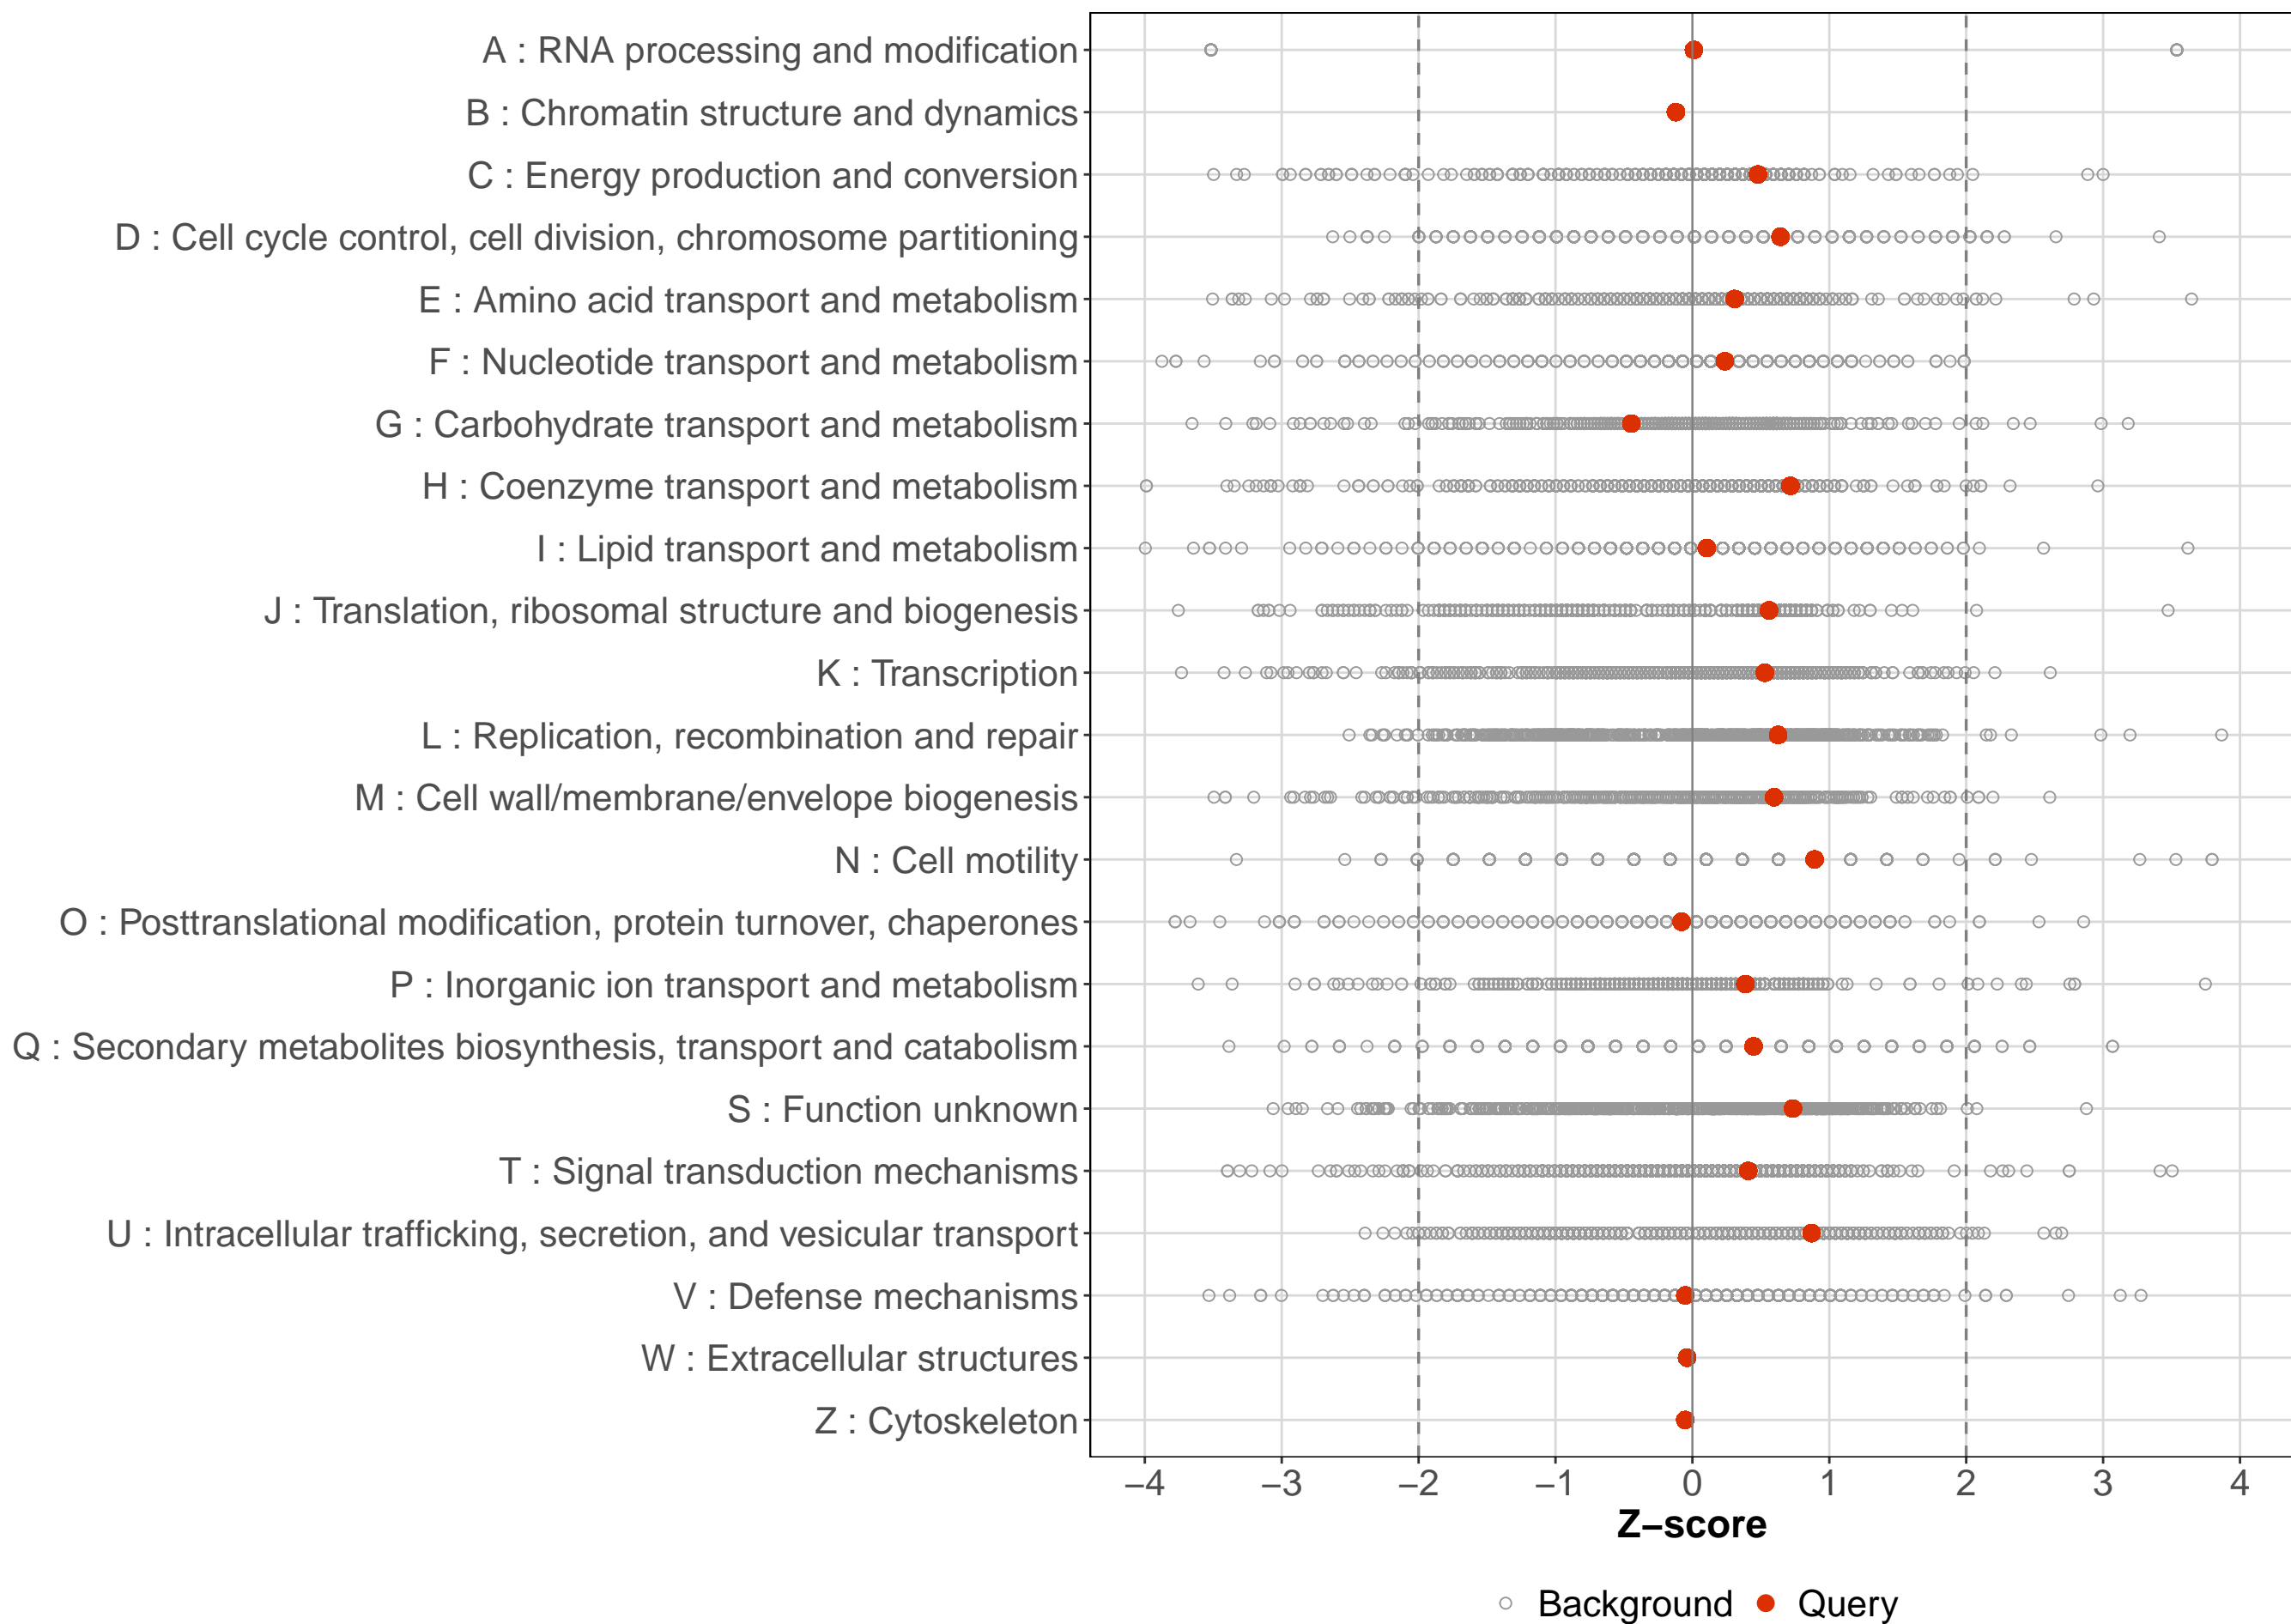 A : RNA processing and modification
B : Chromatin structure and dynamics
C : Energy production and conversion
D : Cell cycle control, cell division, chromosome partitioning
E : Amino acid transport and metabolism
F : Nucleotide transport and metabolism
G : Carbohydrate transport and metabolism
H : Coenzyme transport and metabolism
I : Lipid transport and metabolism
J : Translation, ribosomal structure and biogenesis
K : Transcription
L : Replication, recombination and repair
M : Cell wall/membrane/envelope biogenesis
N : Cell motility
O : Posttranslational modification, protein turnover, chaperones
P : Inorganic ion transport and metabolism
Q : Secondary metabolites biosynthesis, transport and catabolism
S : Function unknown
T : Signal transduction mechanisms
U : Intracellular trafficking, secretion, and vesicular transport
V : Defense mechanisms
W : Extracellular structures
Z : Cytoskeleton
−4 −3 −2 −1 0 1 2 3 4
Z−score
Background Query